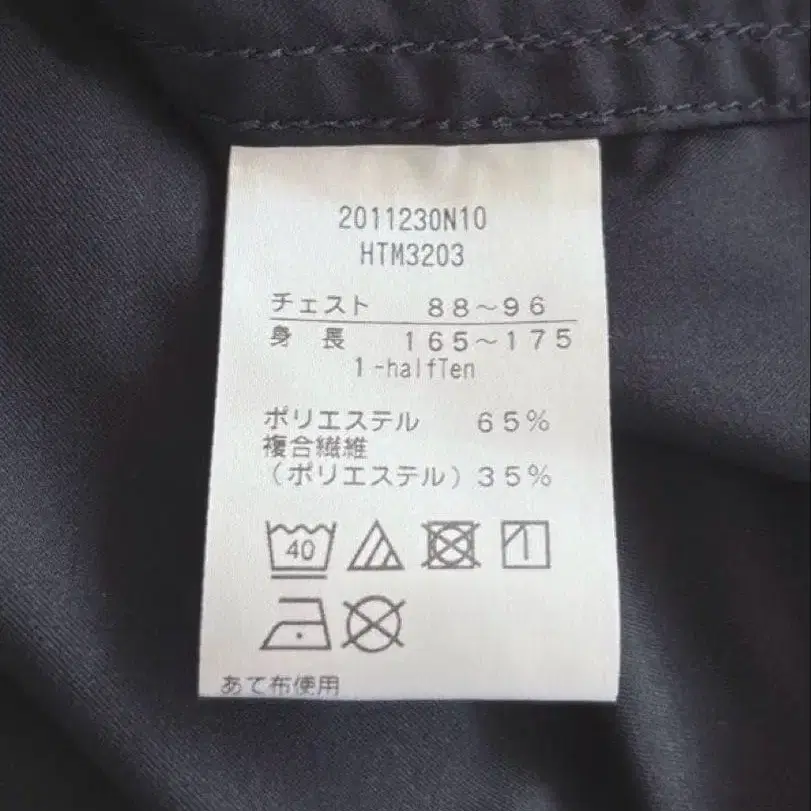 2011230N10
HTM3203
チェスト 88～96
身長 165～175
1-halfTen
ポリエステル 65%
複合繊維
(ポリエステル) 35%
40
あて布使用